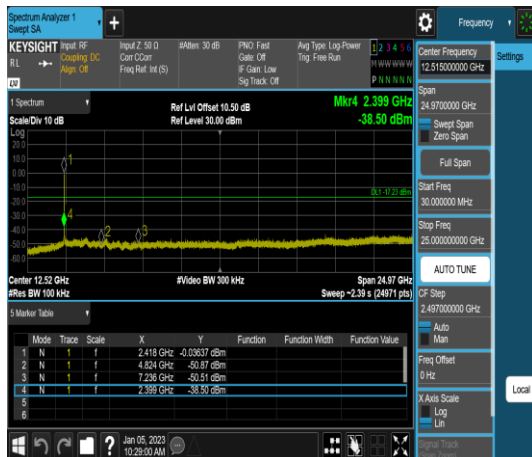 Spectrum Analyzer 1
Swept SA
Frequency
KEYSIGHT
RL
Input: RF
Coupling: DC
Align: Off
Input Z: 50 Ω
Corr CCorr
Freq Ref: Int (S)
#Atten: 30 dB
PNO: Fast
Gate: Off
IF Gain: Low
Sig Track: Off
Avg Type: Log-Power
Trig: Free Run
1 2 3 4 5 6
M W W W W W
P N N N N N
1 Spectrum
Scale/Div 10 dB
Ref Lvl Offset 10.50 dB
Ref Level 30.00 dBm
Mkr4 2.399 GHz
-38.50 dBm
Log
20.0
10.0
0.00
-10.0
-20.0
-30.0
-40.0
-50.0
-60.0
1
4
2
3
DL1 -17.23 dBm
Center 12.52 GHz
#Res BW 100 kHz
#Video BW 300 kHz
Span 24.97 GHz
Sweep ~2.39 s (24971 pts)
5 Marker Table
Mode Trace Scale X Y Function Function Width Function Value
1 N 1 f 2.418 GHz -0.03637 dBm
2 N 1 f 4.824 GHz -50.87 dBm
3 N 1 f 7.236 GHz -50.51 dBm
4 N 1 f 2.399 GHz -38.50 dBm
5
6
Jan 05, 2023
10:29:00 AM
Center Frequency
12.515000000 GHz
Span
24.9700000 GHz
Swept Span
Zero Span
Full Span
Start Freq
30.000000 MHz
Stop Freq
25.000000000 GHz
AUTO TUNE
CF Step
2.497000000 GHz
Auto
Man
Freq Offset
0 Hz
X Axis Scale
Log
Lin
Signal Track
Settings
Local